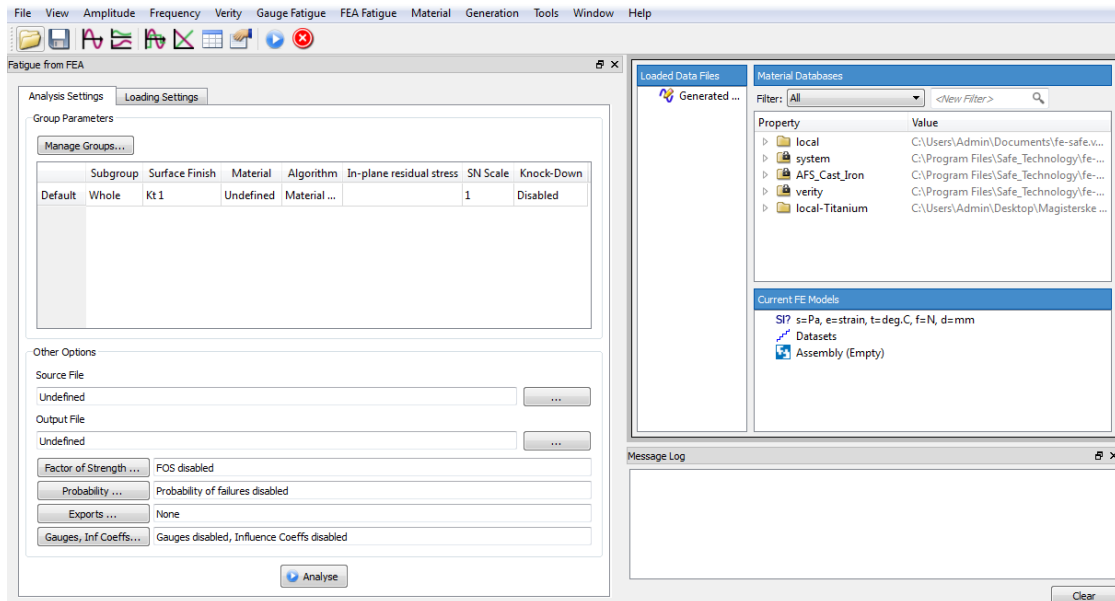 File View Amplitude Frequency Verity Gauge Fatigue FEA Fatigue Material Generation Tools Window Help
Fatigue from FEA
Analysis Settings Loading Settings
Group Parameters
Manage Groups...
Subgroup Surface Finish Material Algorithm In-plane residual stress SN Scale Knock-Down
Default Whole Kt 1 Undefined Material ... 1 Disabled
Other Options
Source File
Undefined ...
Output File
Undefined ...
Factor of Strength ... FOS disabled
Probability ... Probability of failures disabled
Exports ... None
Gauges, Inf Coeffs... Gauges disabled, Influence Coeffs disabled
Analyse
Loaded Data Files
Generated ...
Material Databases
Filter: All <New Filter>
Property Value
local C:\Users\Admin\Documents\fe-safe.v...
system C:\Program Files\Safe_Technology\fe-...
AFS_Cast_Iron C:\Program Files\Safe_Technology\fe-...
verity C:\Program Files\Safe_Technology\fe-...
local-Titanium C:\Users\Admin\Desktop\Magisterske ...
Current FE Models
SI? s=Pa, e=strain, t=deg.C, f=N, d=mm
Datasets
Assembly (Empty)
Message Log
Clear